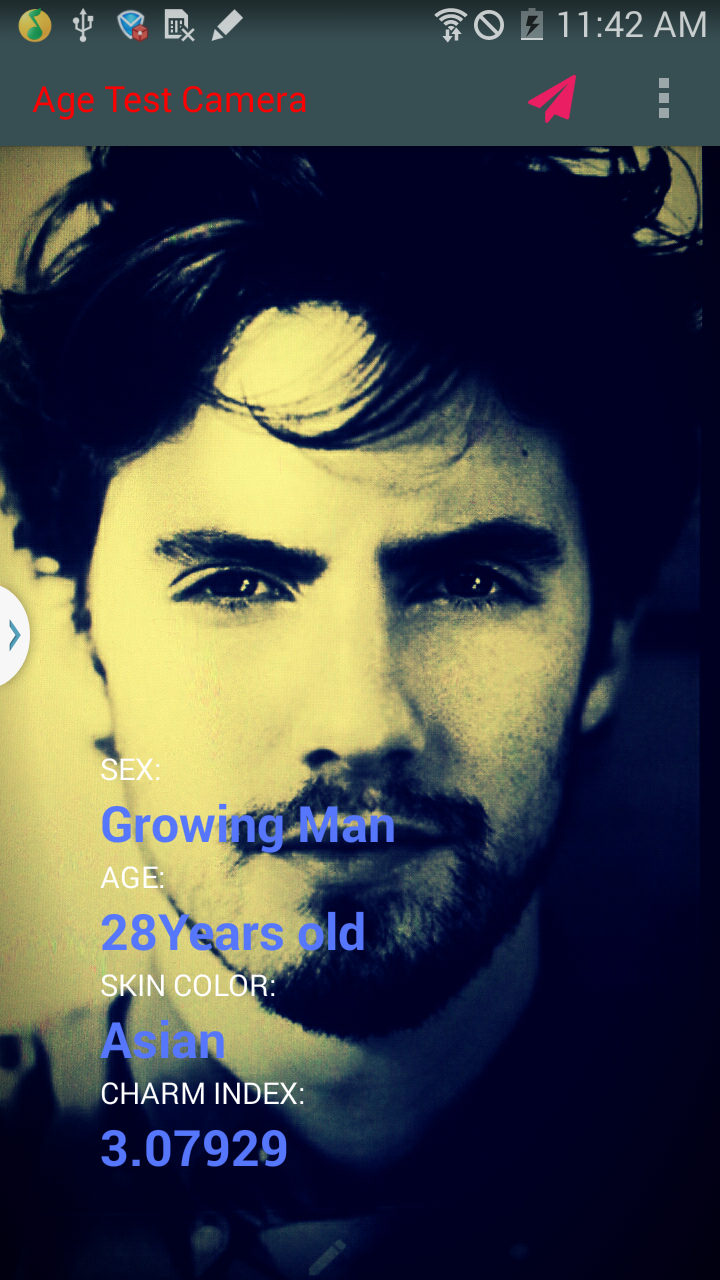 11:42 AM
Age Test Camera
SEX:
Growing Man
AGE:
28Years old
SKIN COLOR:
Asian
CHARM INDEX:
3.07929